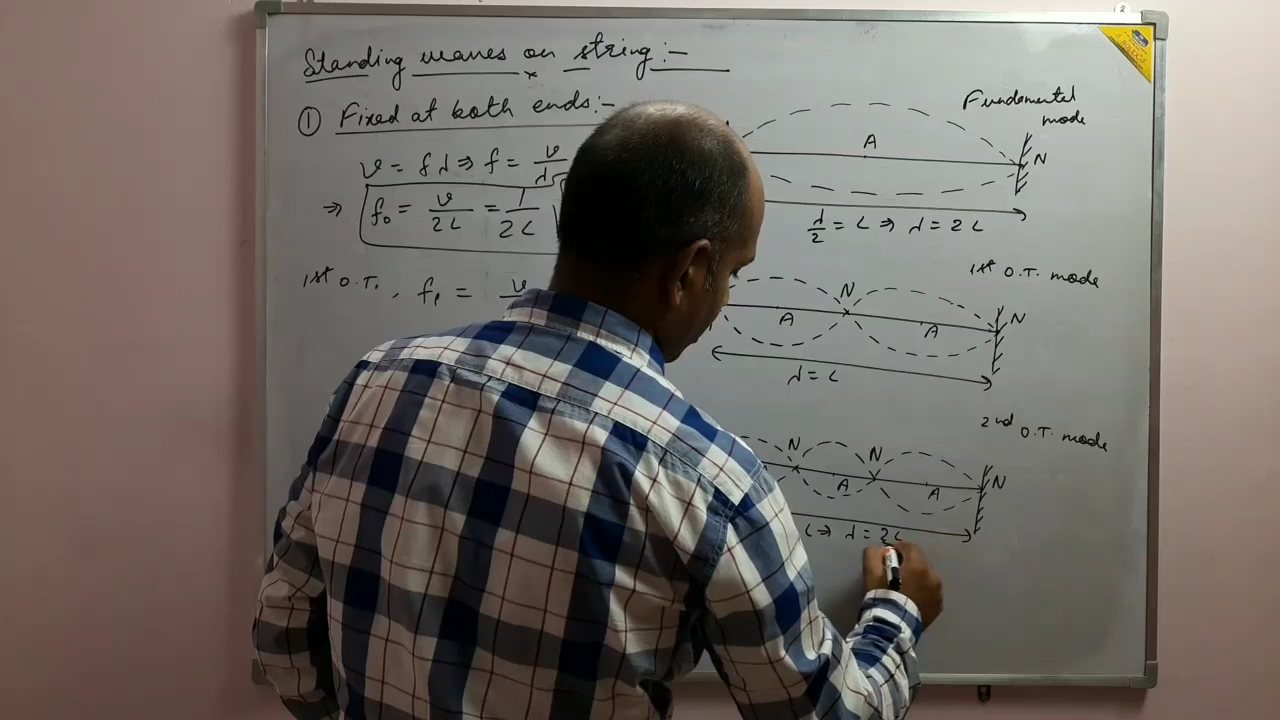 Standing waves on string:-
① Fixed at both ends:-
v = fλ ⇒ f = v/λ
⇒ f₀ = v/2L = 1/2L √
1st O.T., f₁ = v
Fundamental
mode
A
N
λ/2 = L ⇒ λ = 2L
1st O.T. mode
N
N
A
A
λ = L
2nd O.T. mode
N
N
N
A
A
L ⇒ λ = 2L